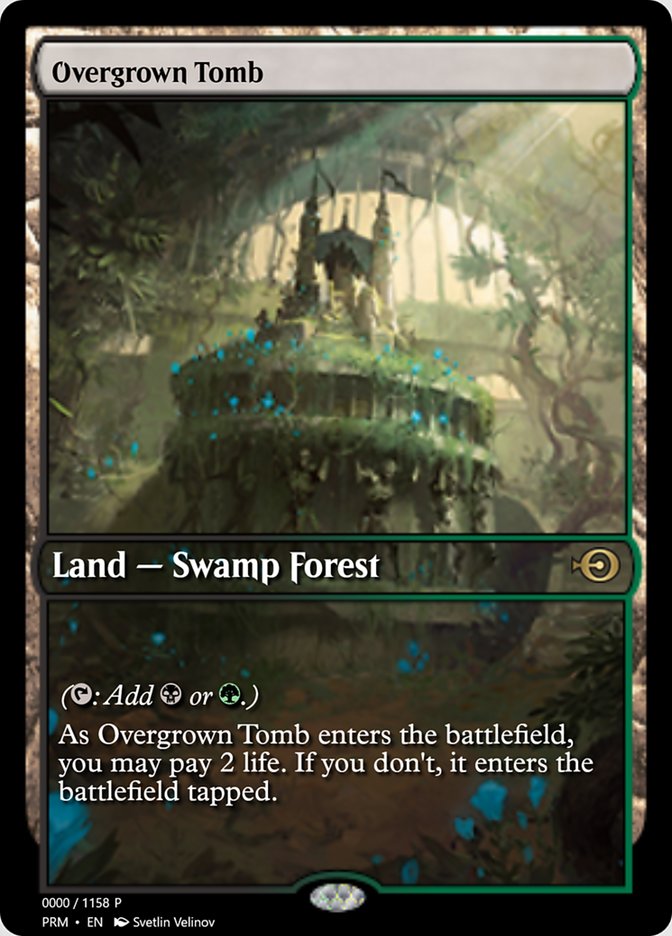 Overgrown Tomb
Land — Swamp Forest
(: Add or .)
As Overgrown Tomb enters the battlefield,
you may pay 2 life. If you don't, it enters the
battlefield tapped.
0000 / 1158 P
PRM • EN Svetlin Velinov